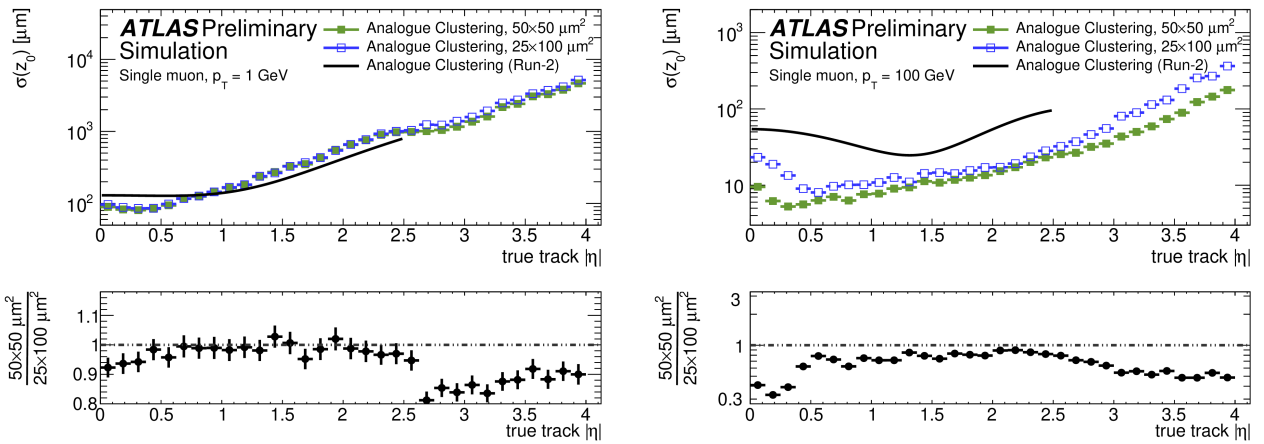 σ(z0) [μm]
ATLAS Preliminary
Simulation
Single muon, pT = 1 GeV
Analogue Clustering, 50×50 μm2
Analogue Clustering, 25×100 μm2
Analogue Clustering (Run-2)
10^4
10^3
10^2
0 0.5 1 1.5 2 2.5 3 3.5 4
true track |η|
50×50 μm2
25×100 μm2
1.1
1
0.9
0.8
0 0.5 1 1.5 2 2.5 3 3.5 4
true track |η|
σ(z0) [μm]
ATLAS Preliminary
Simulation
Single muon, pT = 100 GeV
Analogue Clustering, 50×50 μm2
Analogue Clustering, 25×100 μm2
Analogue Clustering (Run-2)
10^3
10^2
10
0 0.5 1 1.5 2 2.5 3 3.5 4
true track |η|
50×50 μm2
25×100 μm2
3
1
0.3
0 0.5 1 1.5 2 2.5 3 3.5 4
true track |η|